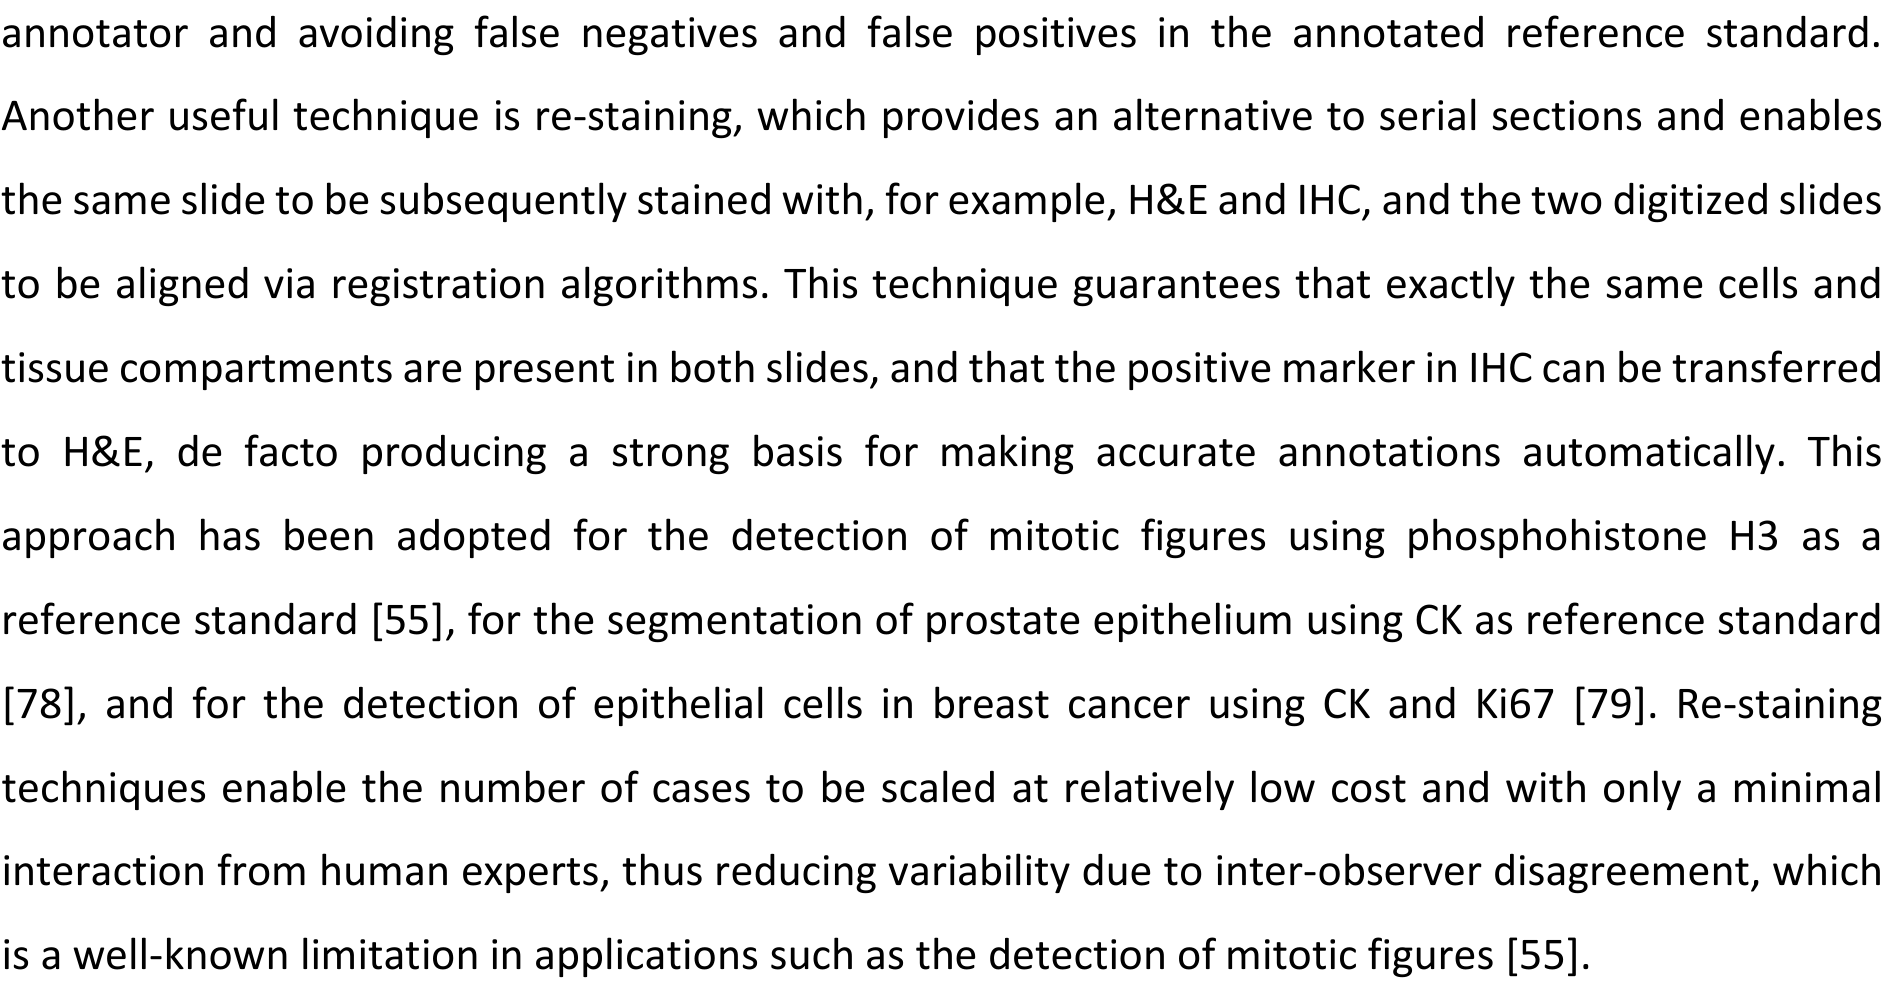 annotator and avoiding false negatives and false positives in the annotated reference standard.
Another useful technique is re-staining, which provides an alternative to serial sections and enables
the same slide to be subsequently stained with, for example, H&E and IHC, and the two digitized slides
to be aligned via registration algorithms. This technique guarantees that exactly the same cells and
tissue compartments are present in both slides, and that the positive marker in IHC can be transferred
to H&E, de facto producing a strong basis for making accurate annotations automatically. This
approach has been adopted for the detection of mitotic figures using phosphohistone H3 as a
reference standard [55], for the segmentation of prostate epithelium using CK as reference standard
[78], and for the detection of epithelial cells in breast cancer using CK and Ki67 [79]. Re-staining
techniques enable the number of cases to be scaled at relatively low cost and with only a minimal
interaction from human experts, thus reducing variability due to inter-observer disagreement, which
is a well-known limitation in applications such as the detection of mitotic figures [55].